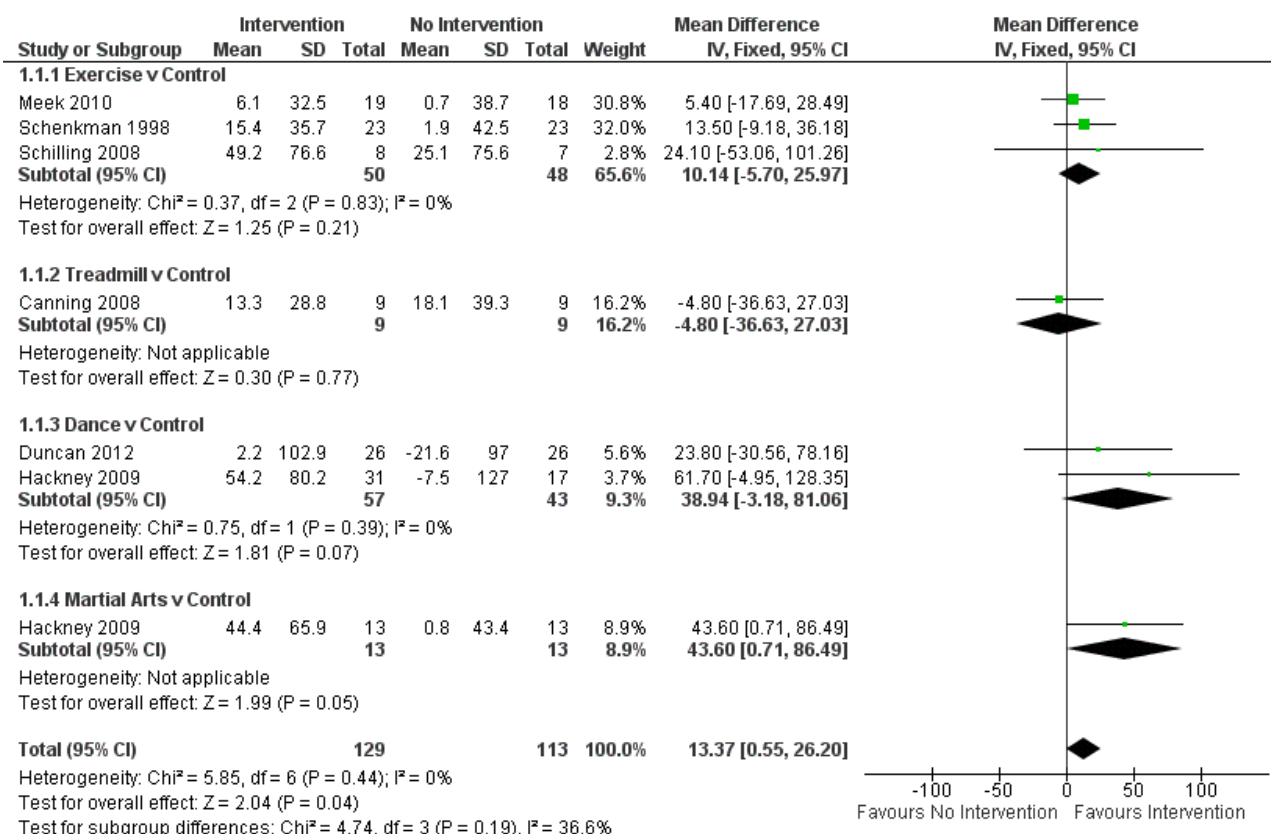 Intervention No Intervention Mean Difference Mean Difference
Study or Subgroup Mean SD Total Mean SD Total Weight IV, Fixed, 95% CI IV, Fixed, 95% CI
1.1.1 Exercise v Control
Meek 2010 6.1 32.5 19 0.7 38.7 18 30.8% 5.40 [-17.69, 28.49]
Schenkman 1998 15.4 35.7 23 1.9 42.5 23 32.0% 13.50 [-9.18, 36.18]
Schilling 2008 49.2 76.6 8 25.1 75.6 7 2.8% 24.10 [-53.06, 101.26]
Subtotal (95% CI) 50 48 65.6% 10.14 [-5.70, 25.97]
Heterogeneity: Chi² = 0.37, df = 2 (P = 0.83); I² = 0%
Test for overall effect: Z = 1.25 (P = 0.21)
1.1.2 Treadmill v Control
Canning 2008 13.3 28.8 9 18.1 39.3 9 16.2% -4.80 [-36.63, 27.03]
Subtotal (95% CI) 9 9 16.2% -4.80 [-36.63, 27.03]
Heterogeneity: Not applicable
Test for overall effect: Z = 0.30 (P = 0.77)
1.1.3 Dance v Control
Duncan 2012 2.2 102.9 26 -21.6 97 26 5.6% 23.80 [-30.56, 78.16]
Hackney 2009 54.2 80.2 31 -7.5 127 17 3.7% 61.70 [-4.95, 128.35]
Subtotal (95% CI) 57 43 9.3% 38.94 [-3.18, 81.06]
Heterogeneity: Chi² = 0.75, df = 1 (P = 0.39); I² = 0%
Test for overall effect: Z = 1.81 (P = 0.07)
1.1.4 Martial Arts v Control
Hackney 2009 44.4 65.9 13 0.8 43.4 13 8.9% 43.60 [0.71, 86.49]
Subtotal (95% CI) 13 13 8.9% 43.60 [0.71, 86.49]
Heterogeneity: Not applicable
Test for overall effect: Z = 1.99 (P = 0.05)
Total (95% CI) 129 113 100.0% 13.37 [0.55, 26.20]
Heterogeneity: Chi² = 5.85, df = 6 (P = 0.44); I² = 0%
Test for overall effect: Z = 2.04 (P = 0.04)
Test for subgroup differences: Chi² = 4.74, df = 3 (P = 0.19), I² = 36.6%
-100 -50 0 50 100
Favours No Intervention Favours Intervention